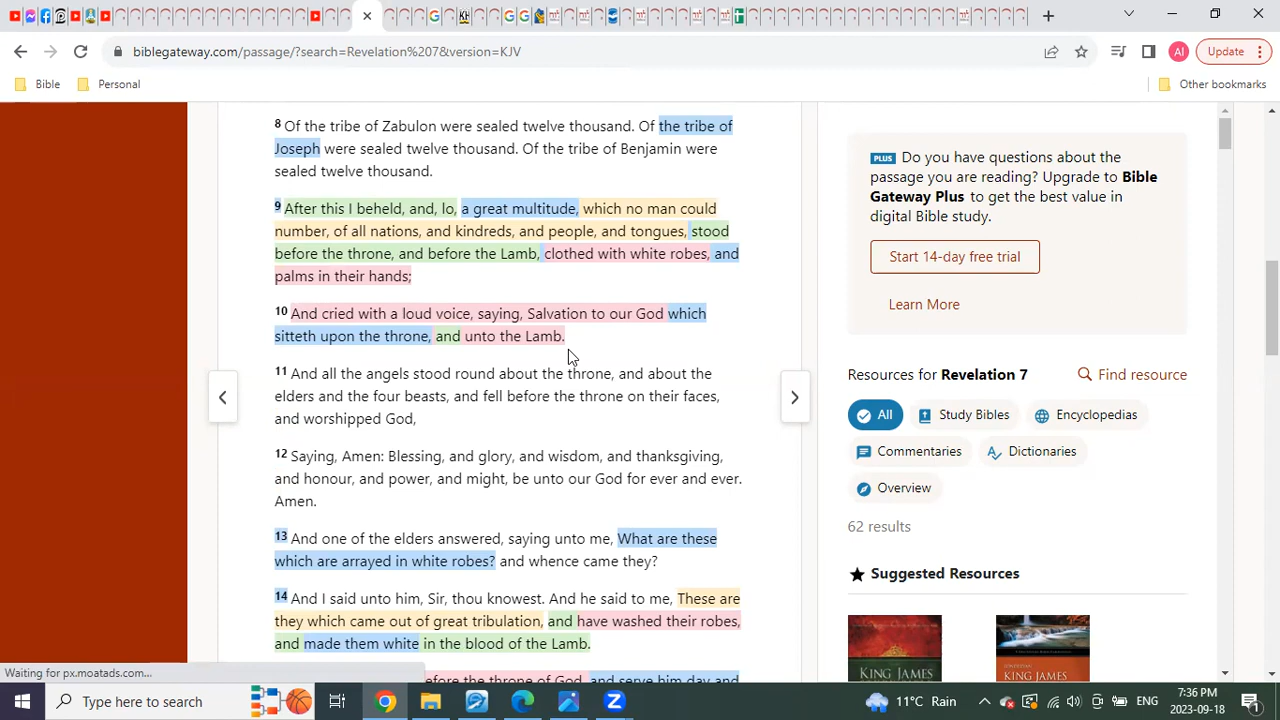 biblegateway.com/passage/?search=Revelation%207&version=KJV
AI
Update
Bible
Personal
Other bookmarks
8 Of the tribe of Zabulon were sealed twelve thousand. Of the tribe of
Joseph were sealed twelve thousand. Of the tribe of Benjamin were
sealed twelve thousand.
9 After this I beheld, and, lo, a great multitude, which no man could
number, of all nations, and kindreds, and people, and tongues, stood
before the throne, and before the Lamb, clothed with white robes, and
palms in their hands;
10 And cried with a loud voice, saying, Salvation to our God which
sitteth upon the throne, and unto the Lamb.
11 And all the angels stood round about the throne, and about the
elders and the four beasts, and fell before the throne on their faces,
and worshipped God,
12 Saying, Amen: Blessing, and glory, and wisdom, and thanksgiving,
and honour, and power, and might, be unto our God for ever and ever.
Amen.
13 And one of the elders answered, saying unto me, What are these
which are arrayed in white robes? and whence came they?
14 And I said unto him, Sir, thou knowest. And he said to me, These are
they which came out of great tribulation, and have washed their robes,
and made them white in the blood of the Lamb.
efore the throne of God, and serve him day and
PLUS Do you have questions about the
passage you are reading? Upgrade to Bible
Gateway Plus to get the best value in
digital Bible study.
Start 14-day free trial
Learn More
Resources for Revelation 7
Find resource
All
Study Bibles
Encyclopedias
Commentaries
Dictionaries
Overview
62 results
Suggested Resources
KING JAMES
KING JAMES
Waiting for px.moatads.com...
Type here to search
11°C Rain
7:36 PM
2023-09-18
1